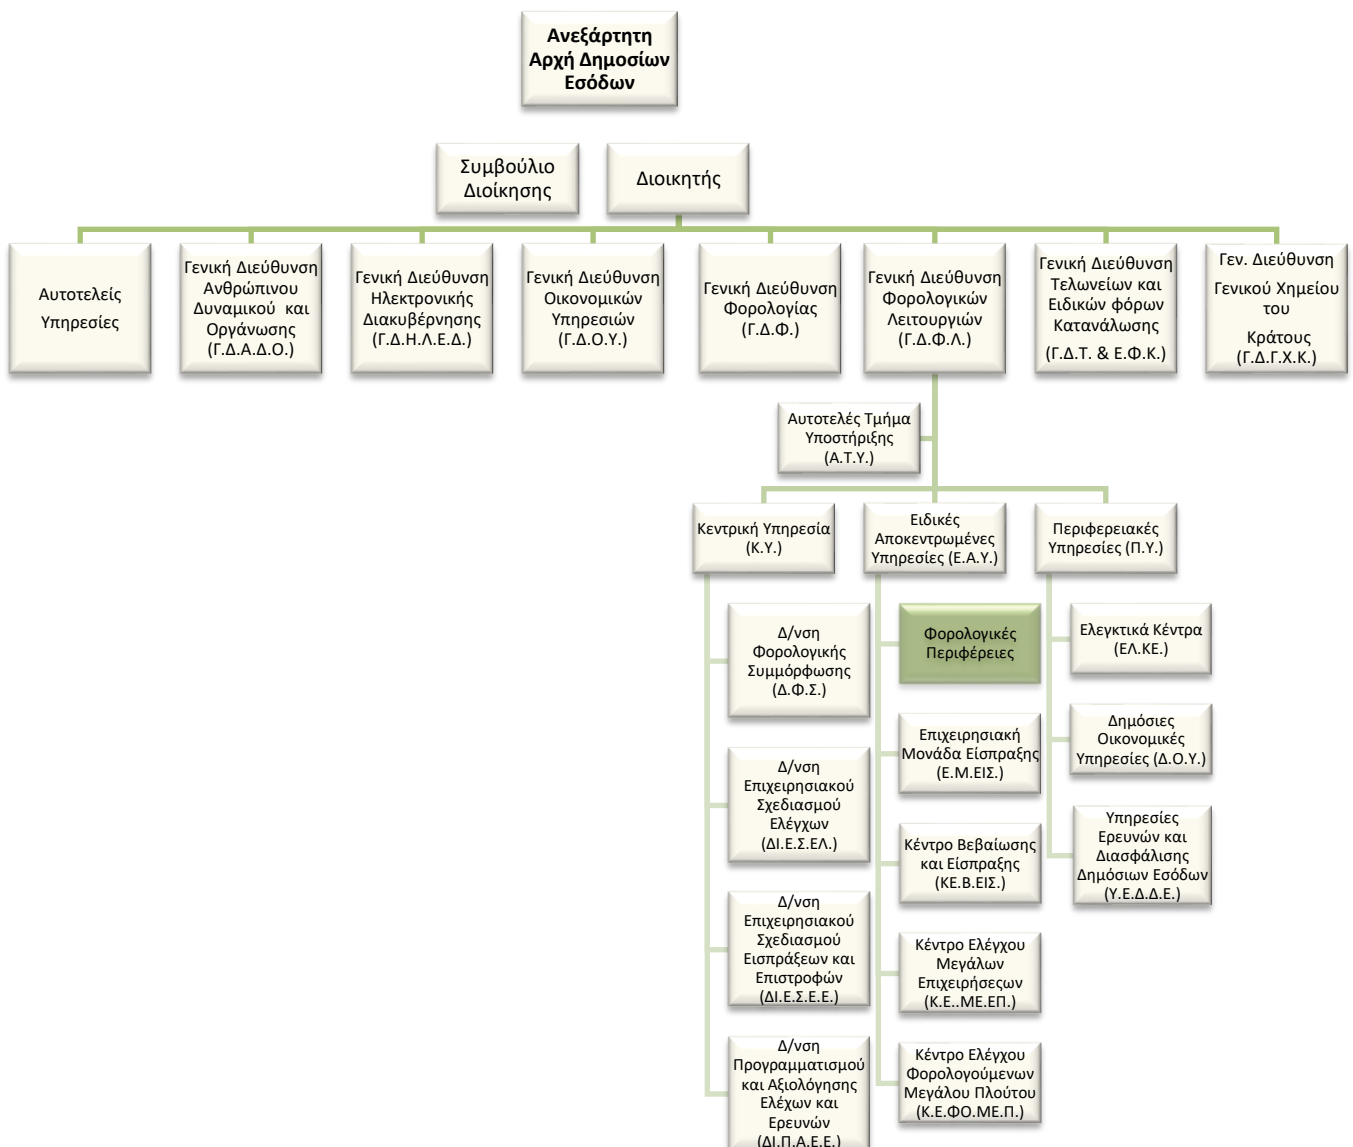 Ανεξάρτητη
Αρχή Δημοσίων
Εσόδων
Συμβούλιο
Διοίκησης
Διοικητής
Αυτοτελείς
Υπηρεσίες
Γενική Διεύθυνση
Ανθρώπινου
Δυναμικού και
Οργάνωσης
(Γ.Δ.Α.Δ.Ο.)
Γενική Διεύθυνση
Ηλεκτρονικής
Διακυβέρνησης
(Γ.Δ.Η.Λ.Ε.Δ.)
Γενική Διεύθυνση
Οικονομικών
Υπηρεσιών
(Γ.Δ.Ο.Υ.)
Γενική Διεύθυνση
Φορολογίας
(Γ.Δ.Φ.)
Γενική Διεύθυνση
Φορολογικών
Λειτουργιών
(Γ.Δ.Φ.Λ.)
Γενική Διεύθυνση
Τελωνείων και
Ειδικών φόρων
Κατανάλωσης
(Γ.Δ.Τ. & Ε.Φ.Κ.)
Γεν. Διεύθυνση
Γενικού Χημείου
του
Κράτους
(Γ.Δ.Γ.Χ.Κ.)
Αυτοτελές Τμήμα
Υποστήριξης
(Α.Τ.Υ.)
Κεντρική Υπηρεσία
(Κ.Υ.)
Ειδικές
Αποκεντρωμένες
Υπηρεσίες (Ε.Α.Υ.)
Περιφερειακές
Υπηρεσίες (Π.Υ.)
Δ/νση
Φορολογικής
Συμμόρφωσης
(Δ.Φ.Σ.)
Δ/νση
Επιχειρησιακού
Σχεδιασμού
Ελέγχων
(ΔΙ.Ε.Σ.ΕΛ.)
Δ/νση
Επιχειρησιακού
Σχεδιασμού
Εισπράξεων και
Επιστροφών
(ΔΙ.Ε.Σ.Ε.Ε.)
Δ/νση
Προγραμματισμού
και Αξιολόγησης
Ελέχων και
Ερευνών
(ΔΙ.Π.Α.Ε.Ε.)
Φορολογικές
Περιφέρειες
Επιχειρησιακή
Μονάδα Είσπραξης
(Ε.Μ.ΕΙΣ.)
Κέντρο Βεβαίωσης
και Είσπραξης
(ΚΕ.Β.ΕΙΣ.)
Κέντρο Ελέγχου
Μεγάλων
Επιχειρήσεςων
(Κ.Ε..ΜΕ.ΕΠ.)
Κέντρο Ελέγχου
Φορολογούμενων
Μεγάλου Πλούτου
(Κ.Ε.ΦΟ.ΜΕ.Π.)
Ελεγκτικά Κέντρα
(ΕΛ.ΚΕ.)
Δημόσιες
Οικονομικές
Υπηρεσίες (Δ.Ο.Υ.)
Υπηρεσίες
Ερευνών και
Διασφάλισης
Δημόσιων Εσόδων
(Υ.Ε.Δ.Δ.Ε.)